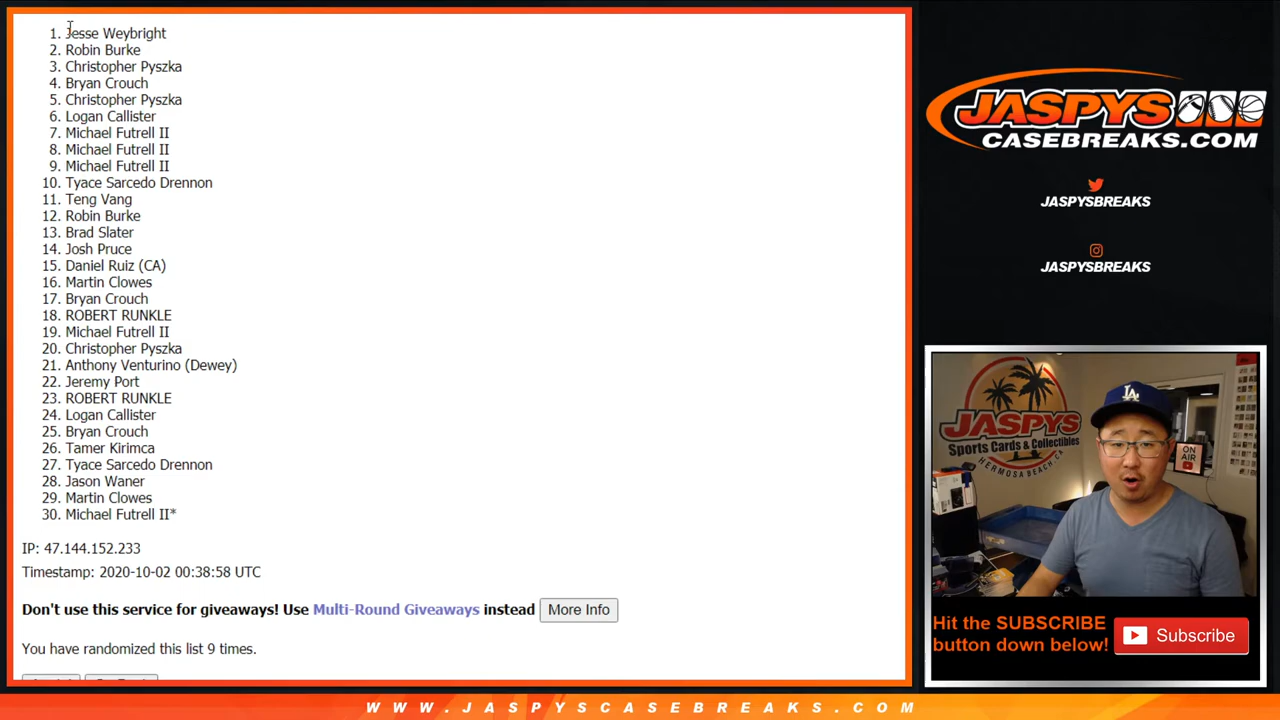 1. Jesse Weybright
2. Robin Burke
3. Christopher Pyszka
4. Bryan Crouch
5. Christopher Pyszka
6. Logan Callister
7. Michael Futrell II
8. Michael Futrell II
9. Michael Futrell II
10. Tyace Sarcedo Drennon
11. Teng Vang
12. Robin Burke
13. Brad Slater
14. Josh Pruce
15. Daniel Ruiz (CA)
16. Martin Clowes
17. Bryan Crouch
18. ROBERT RUNKLE
19. Michael Futrell II
20. Christopher Pyszka
21. Anthony Venturino (Dewey)
22. Jeremy Port
23. ROBERT RUNKLE
24. Logan Callister
25. Bryan Crouch
26. Tamer Kirimca
27. Tyace Sarcedo Drennon
28. Jason Waner
29. Martin Clowes
30. Michael Futrell II*
IP: 47.144.152.233
Timestamp: 2020-10-02 00:38:58 UTC
Don't use this service for giveaways! Use Multi-Round Giveaways instead More Info
You have randomized this list 9 times.
JASPYS
CASEBREAKS.COM
JASPYSBREAKS
JASPYSBREAKS
JASPYS
Sports Cards & Collectibles
HERMOSA BEACH, CA
LA
ON
AIR
Hit the SUBSCRIBE
button down below!
Subscribe
WWW.JASPYSCASEBREAKS.COM